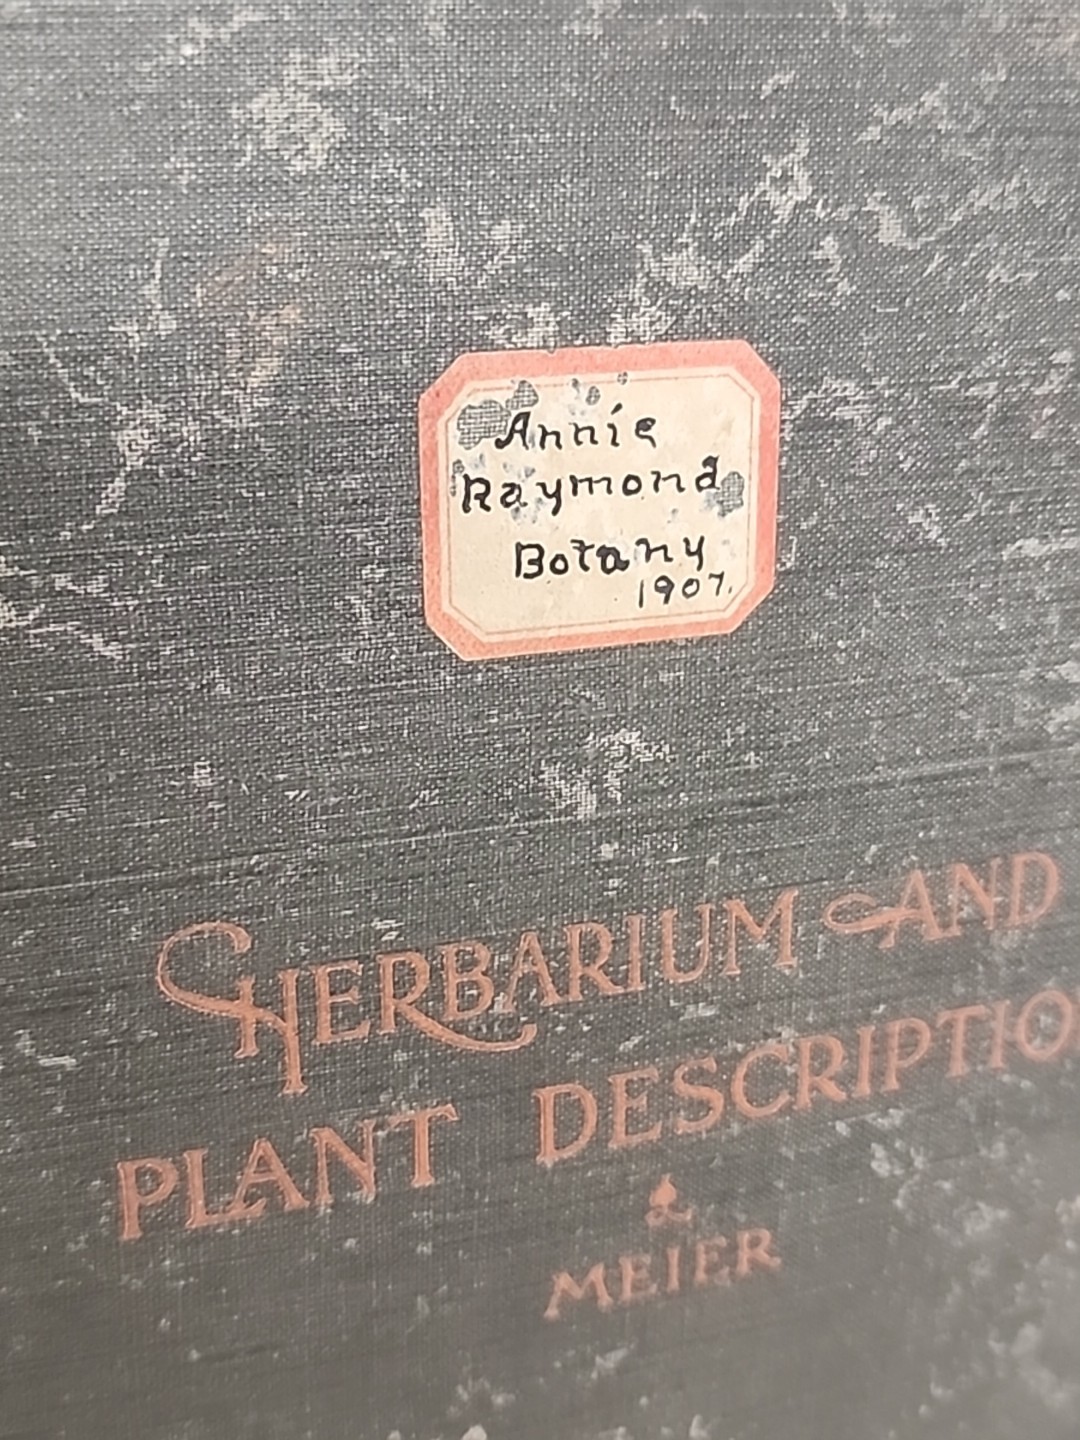 Annie
Raymond
Botany
1907.
HERBARIUM AND
PLANT DESCRIPTIO
MEIER